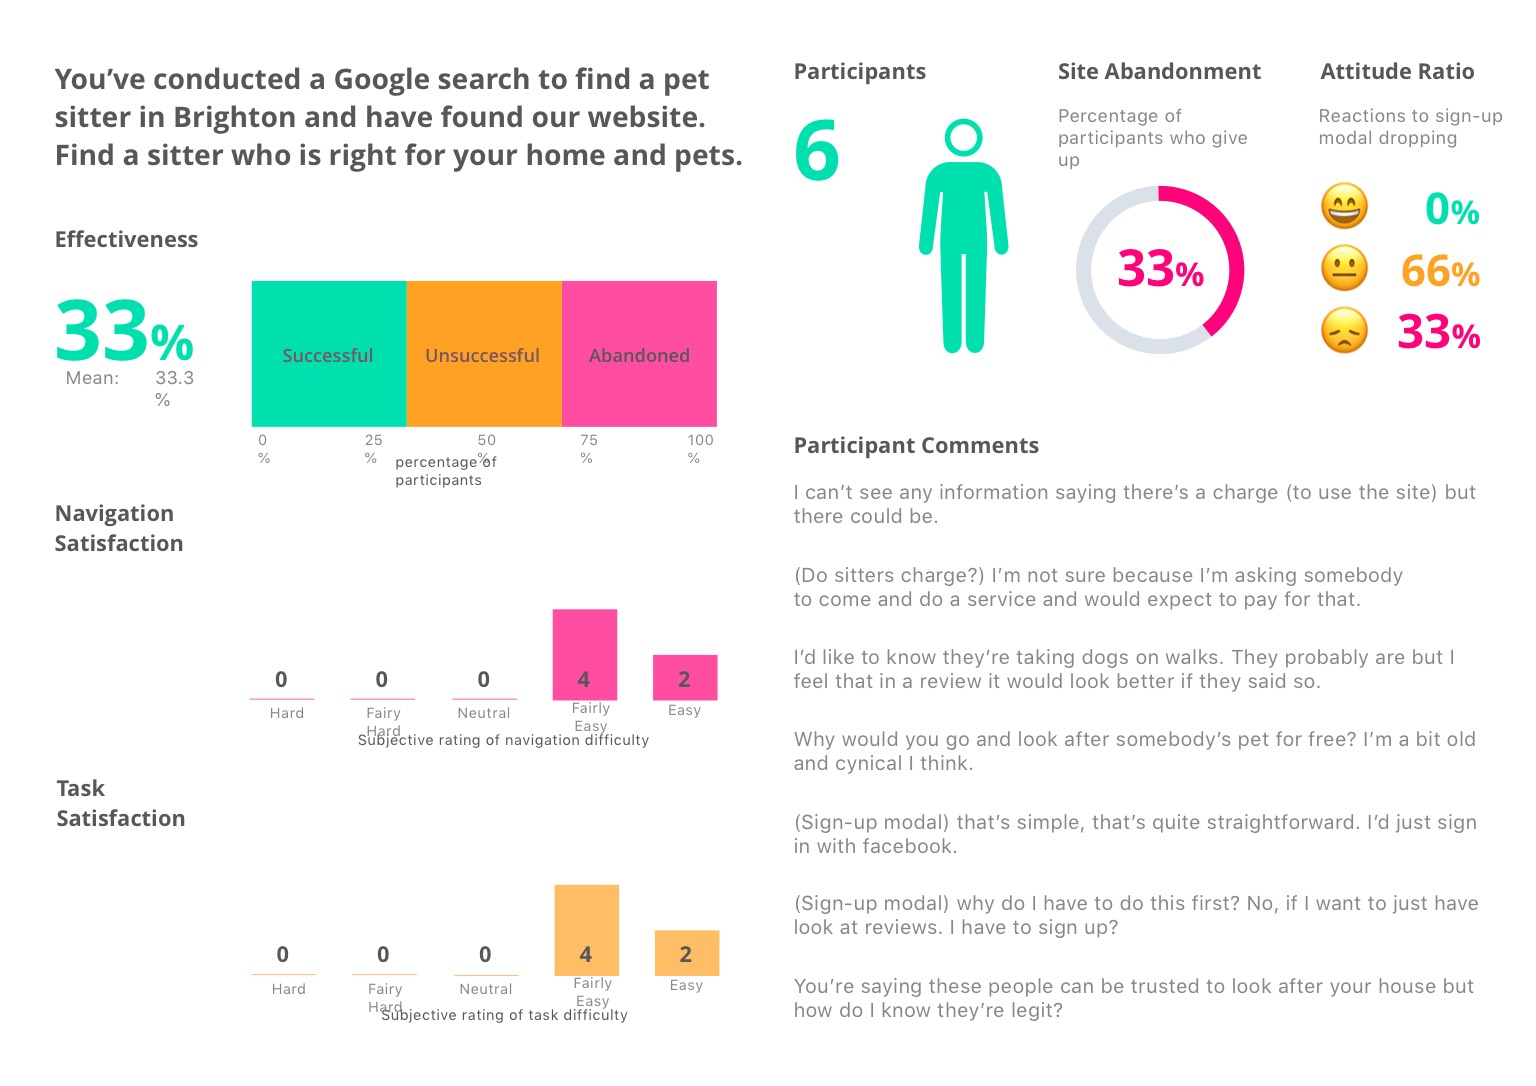 You’ve conducted a Google search to find a pet
sitter in Brighton and have found our website.
Find a sitter who is right for your home and pets.
Effectiveness
33%
Mean: 33.3
%
Successful Unsuccessful Abandoned
0 25 50 75 100
% % % % %
percentage of
participants
Navigation
Satisfaction
0 0 0 4 2
Hard Fairy Neutral Fairly Easy
Hard Easy
Subjective rating of navigation difficulty
Task
Satisfaction
0 0 0 4 2
Hard Fairy Neutral Fairly Easy
Hard Easy
Subjective rating of task difficulty
Participants
6
Site Abandonment
Percentage of
participants who give
up
33%
Attitude Ratio
Reactions to sign-up
modal dropping
0%
66%
33%
Participant Comments
I can’t see any information saying there’s a charge (to use the site) but
there could be.
(Do sitters charge?) I’m not sure because I’m asking somebody
to come and do a service and would expect to pay for that.
I’d like to know they’re taking dogs on walks. They probably are but I
feel that in a review it would look better if they said so.
Why would you go and look after somebody’s pet for free? I’m a bit old
and cynical I think.
(Sign-up modal) that’s simple, that’s quite straightforward. I’d just sign
in with facebook.
(Sign-up modal) why do I have to do this first? No, if I want to just have
look at reviews. I have to sign up?
You’re saying these people can be trusted to look after your house but
how do I know they’re legit?